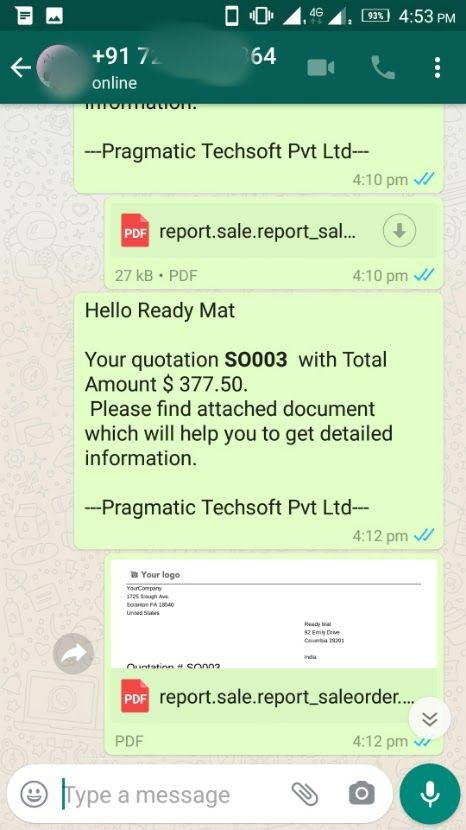 4G 93% 4:53 PM
+91 7 64
online
information.
---Pragmatic Techsoft Pvt Ltd---
4:10 pm
PDF report.sale.report_sal...
27 kB • PDF 4:10 pm
Hello Ready Mat
Your quotation SO003 with Total
Amount $ 377.50.
Please find attached document
which will help you to get detailed
information.
---Pragmatic Techsoft Pvt Ltd---
4:12 pm
Your logo
YourCompany
1725 Slough Ave.
Scranton PA 18540
United States
Ready Mat
92 Emily Drive
Columbia 29201
India
Quotation # SO003
PDF report.sale.report_saleorder....
PDF 4:12 pm
Type a message